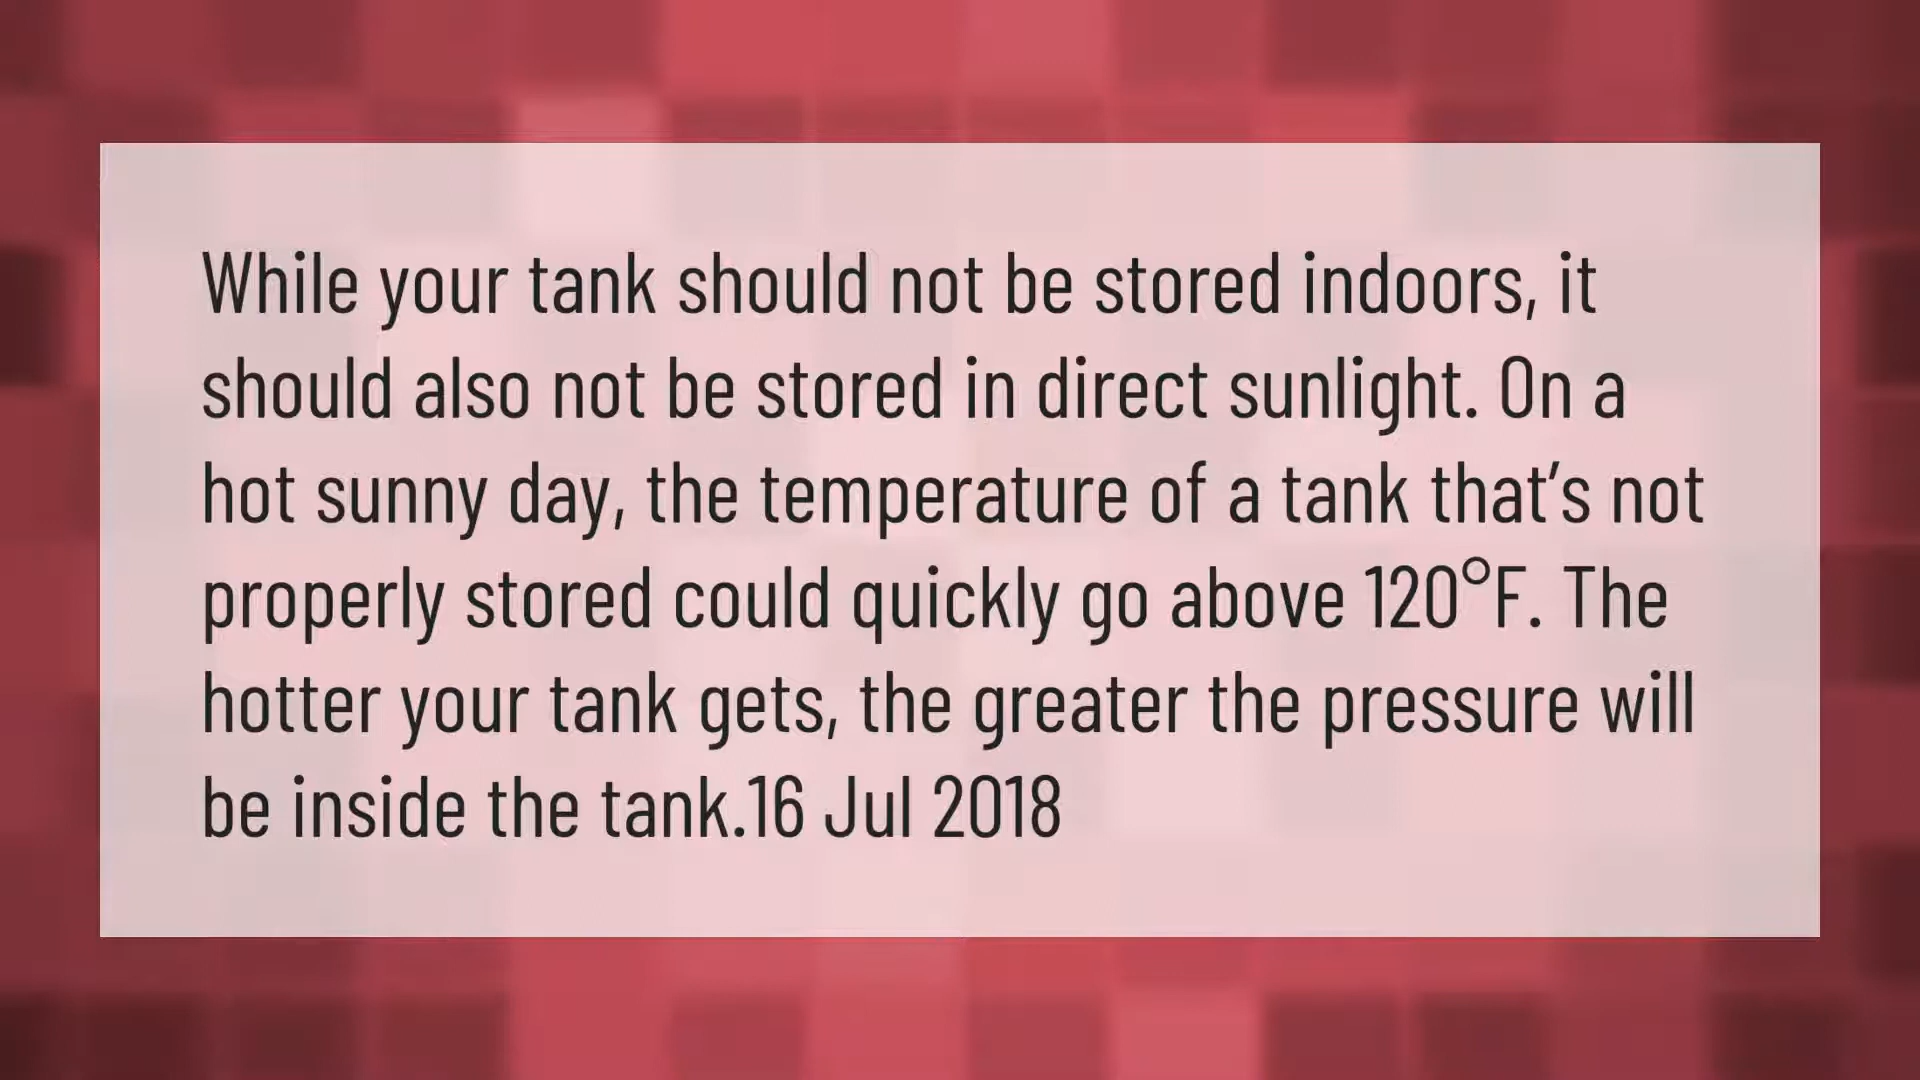 While your tank should not be stored indoors, it
should also not be stored in direct sunlight. On a
hot sunny day, the temperature of a tank that’s not
properly stored could quickly go above 120°F. The
hotter your tank gets, the greater the pressure will
be inside the tank.16 Jul 2018